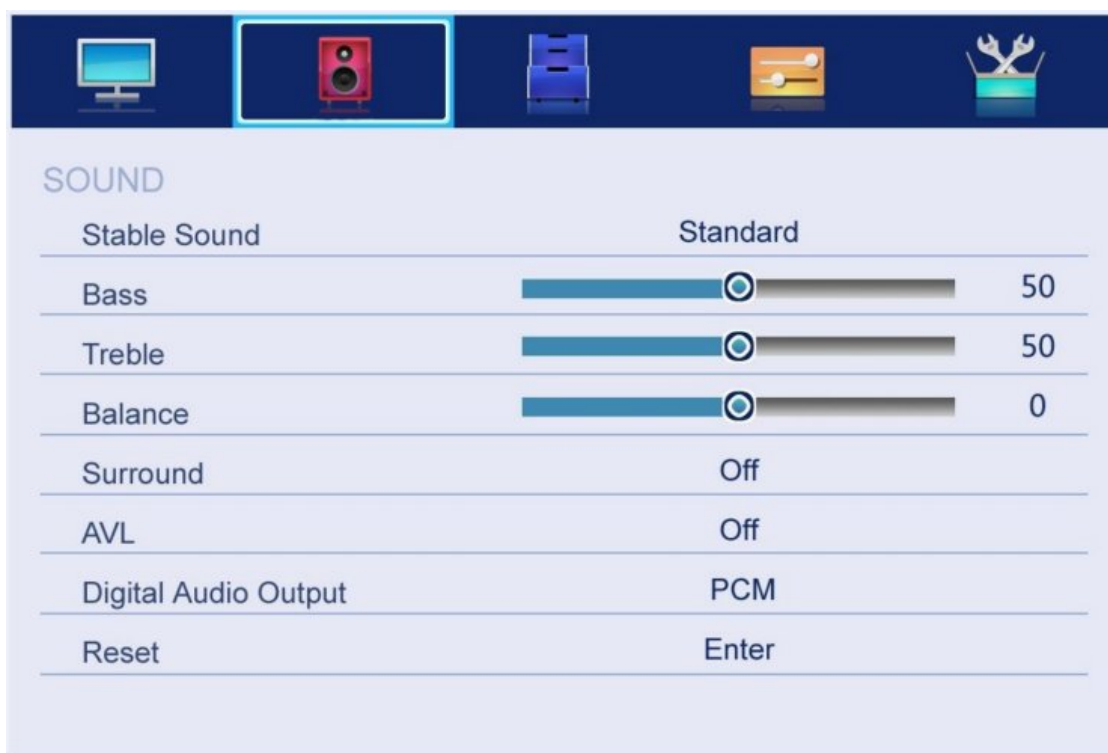 SOUND
Stable Sound Standard
Bass 50
Treble 50
Balance 0
Surround Off
AVL Off
Digital Audio Output PCM
Reset Enter